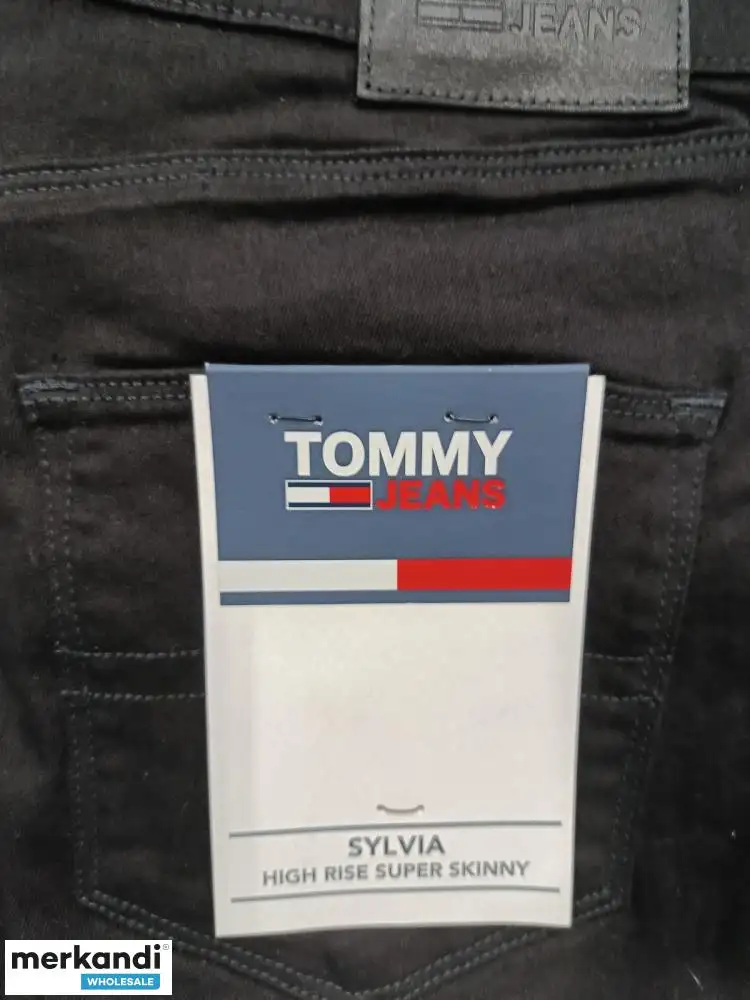 JEANS
TOMMY
JEANS
SYLVIA
HIGH RISE SUPER SKINNY
merkandi®
WHOLESALE